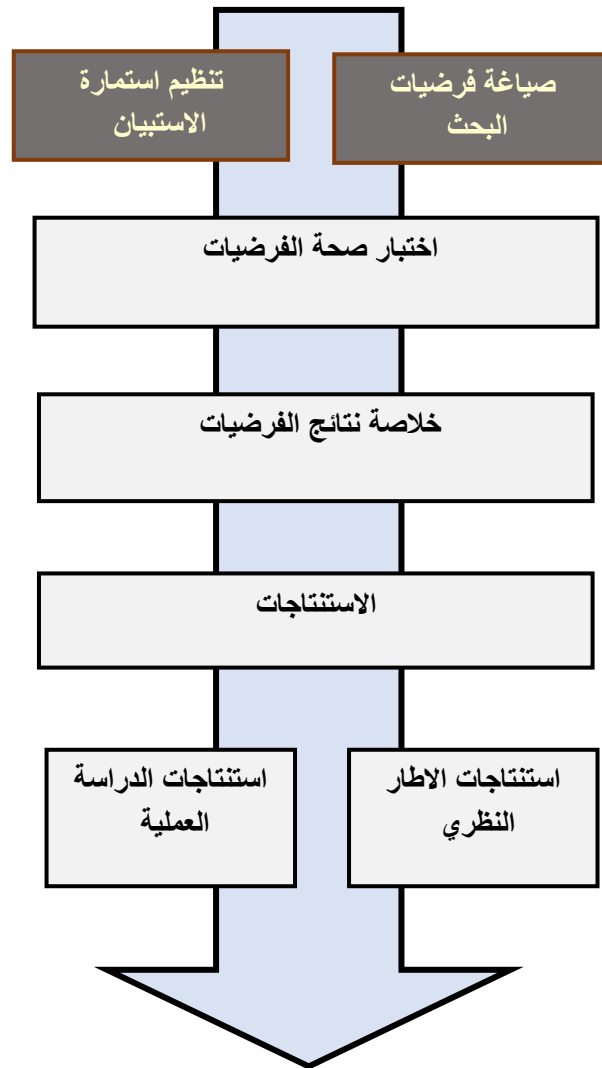 صياغة فرضيات
البحث
تنظيم استمارة
الاستبيان
اختبار صحة الفرضيات
خلاصة نتائج الفرضيات
الاستنتاجات
استنتاجات الاطار
النظري
استنتاجات الدراسة
العملية